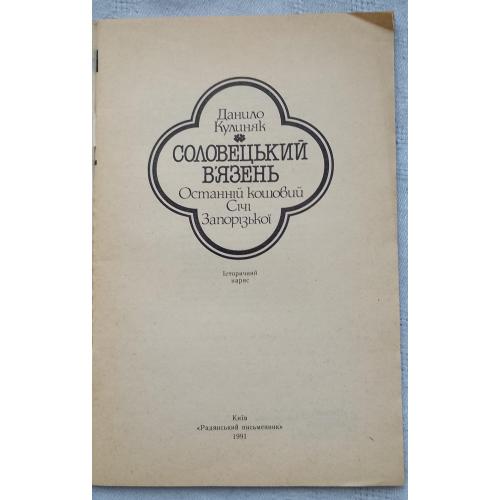 Данило
Кулиняк
СОЛОВЕЦЬКИЙ
В'ЯЗЕНЬ
Останній кошовий
Січі
Запорізької
Історичний
нарис
Київ
«Радянський письменник»
1991